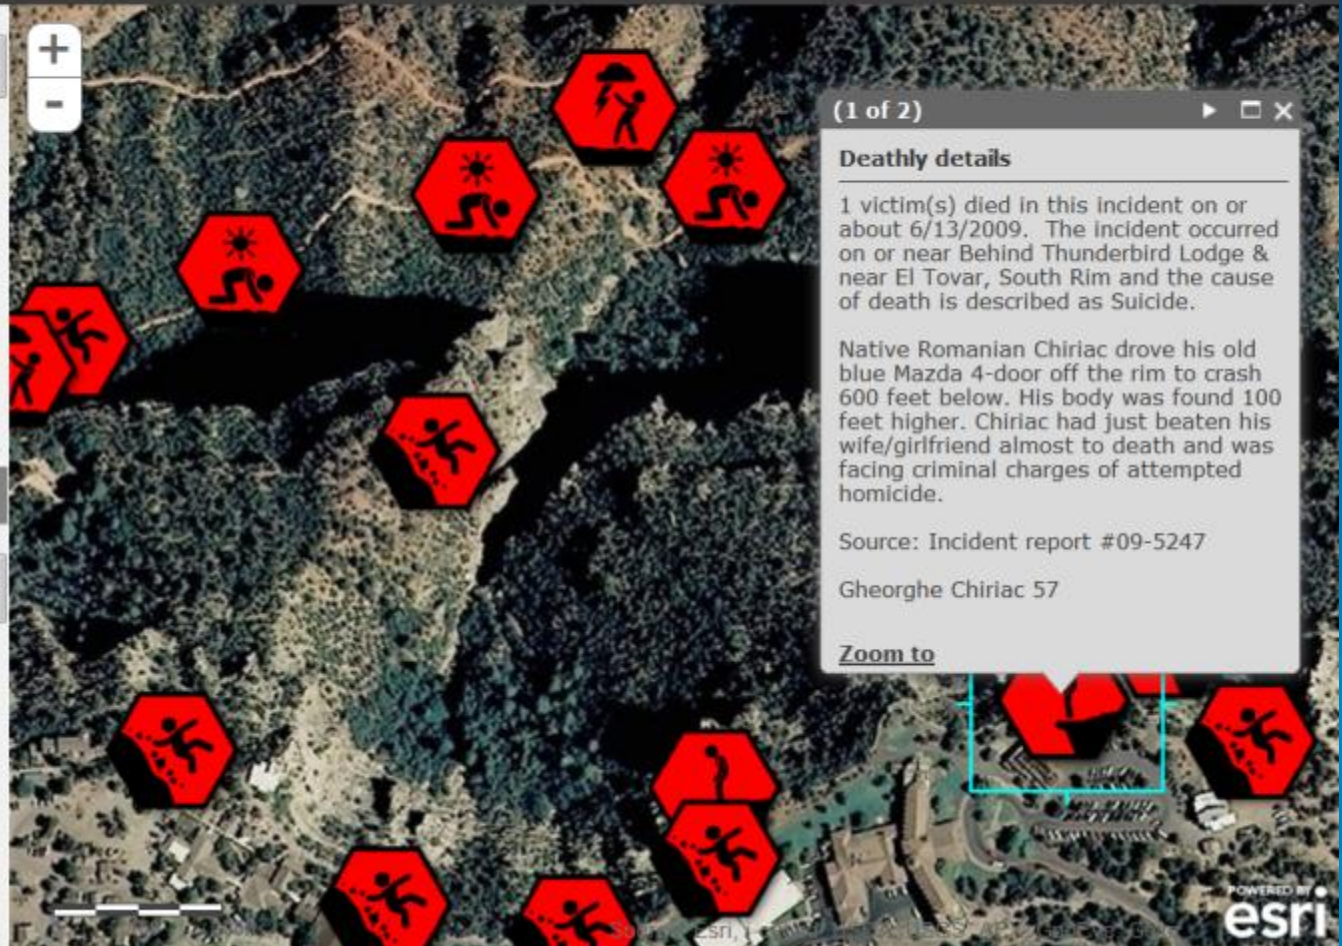 +
-
(1 of 2)
Deathly details
1 victim(s) died in this incident on or
about 6/13/2009.  The incident occurred
on or near Behind Thunderbird Lodge &
near El Tovar, South Rim and the cause
of death is described as Suicide.
Native Romanian Chiriac drove his old
blue Mazda 4-door off the rim to crash
600 feet below. His body was found 100
feet higher. Chiriac had just beaten his
wife/girlfriend almost to death and was
facing criminal charges of attempted
homicide.
Source: Incident report #09-5247
Gheorghe Chiriac 57
Zoom to
POWERED BY
esri
Esri,